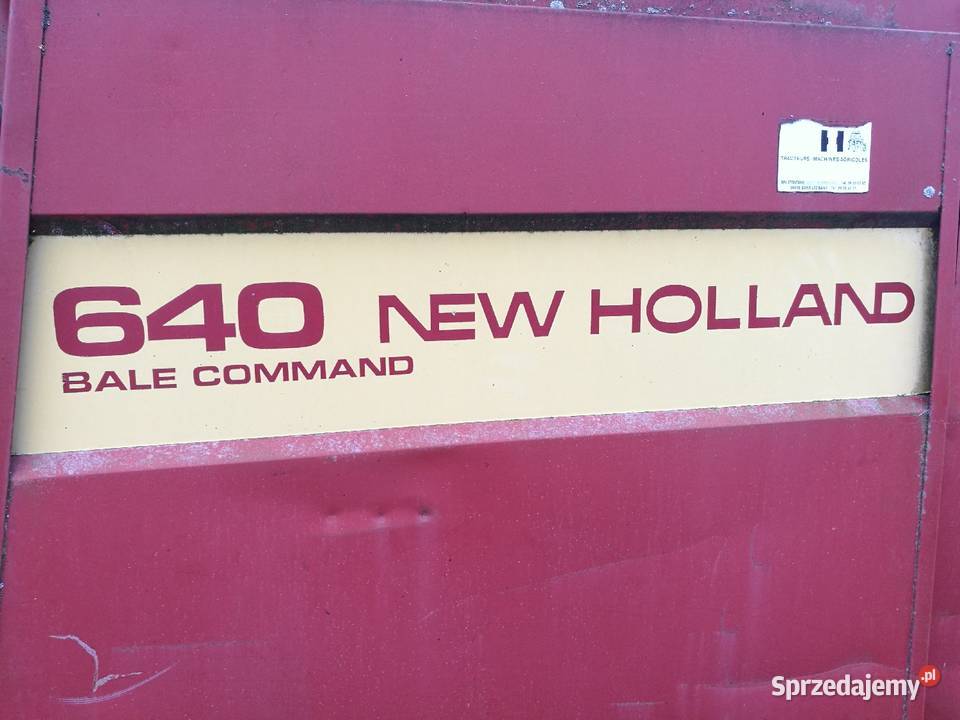 TRACTEURS - MACHINES AGRICOLES
640 NEW HOLLAND
BALE COMMAND
Sprzedajemy.pl